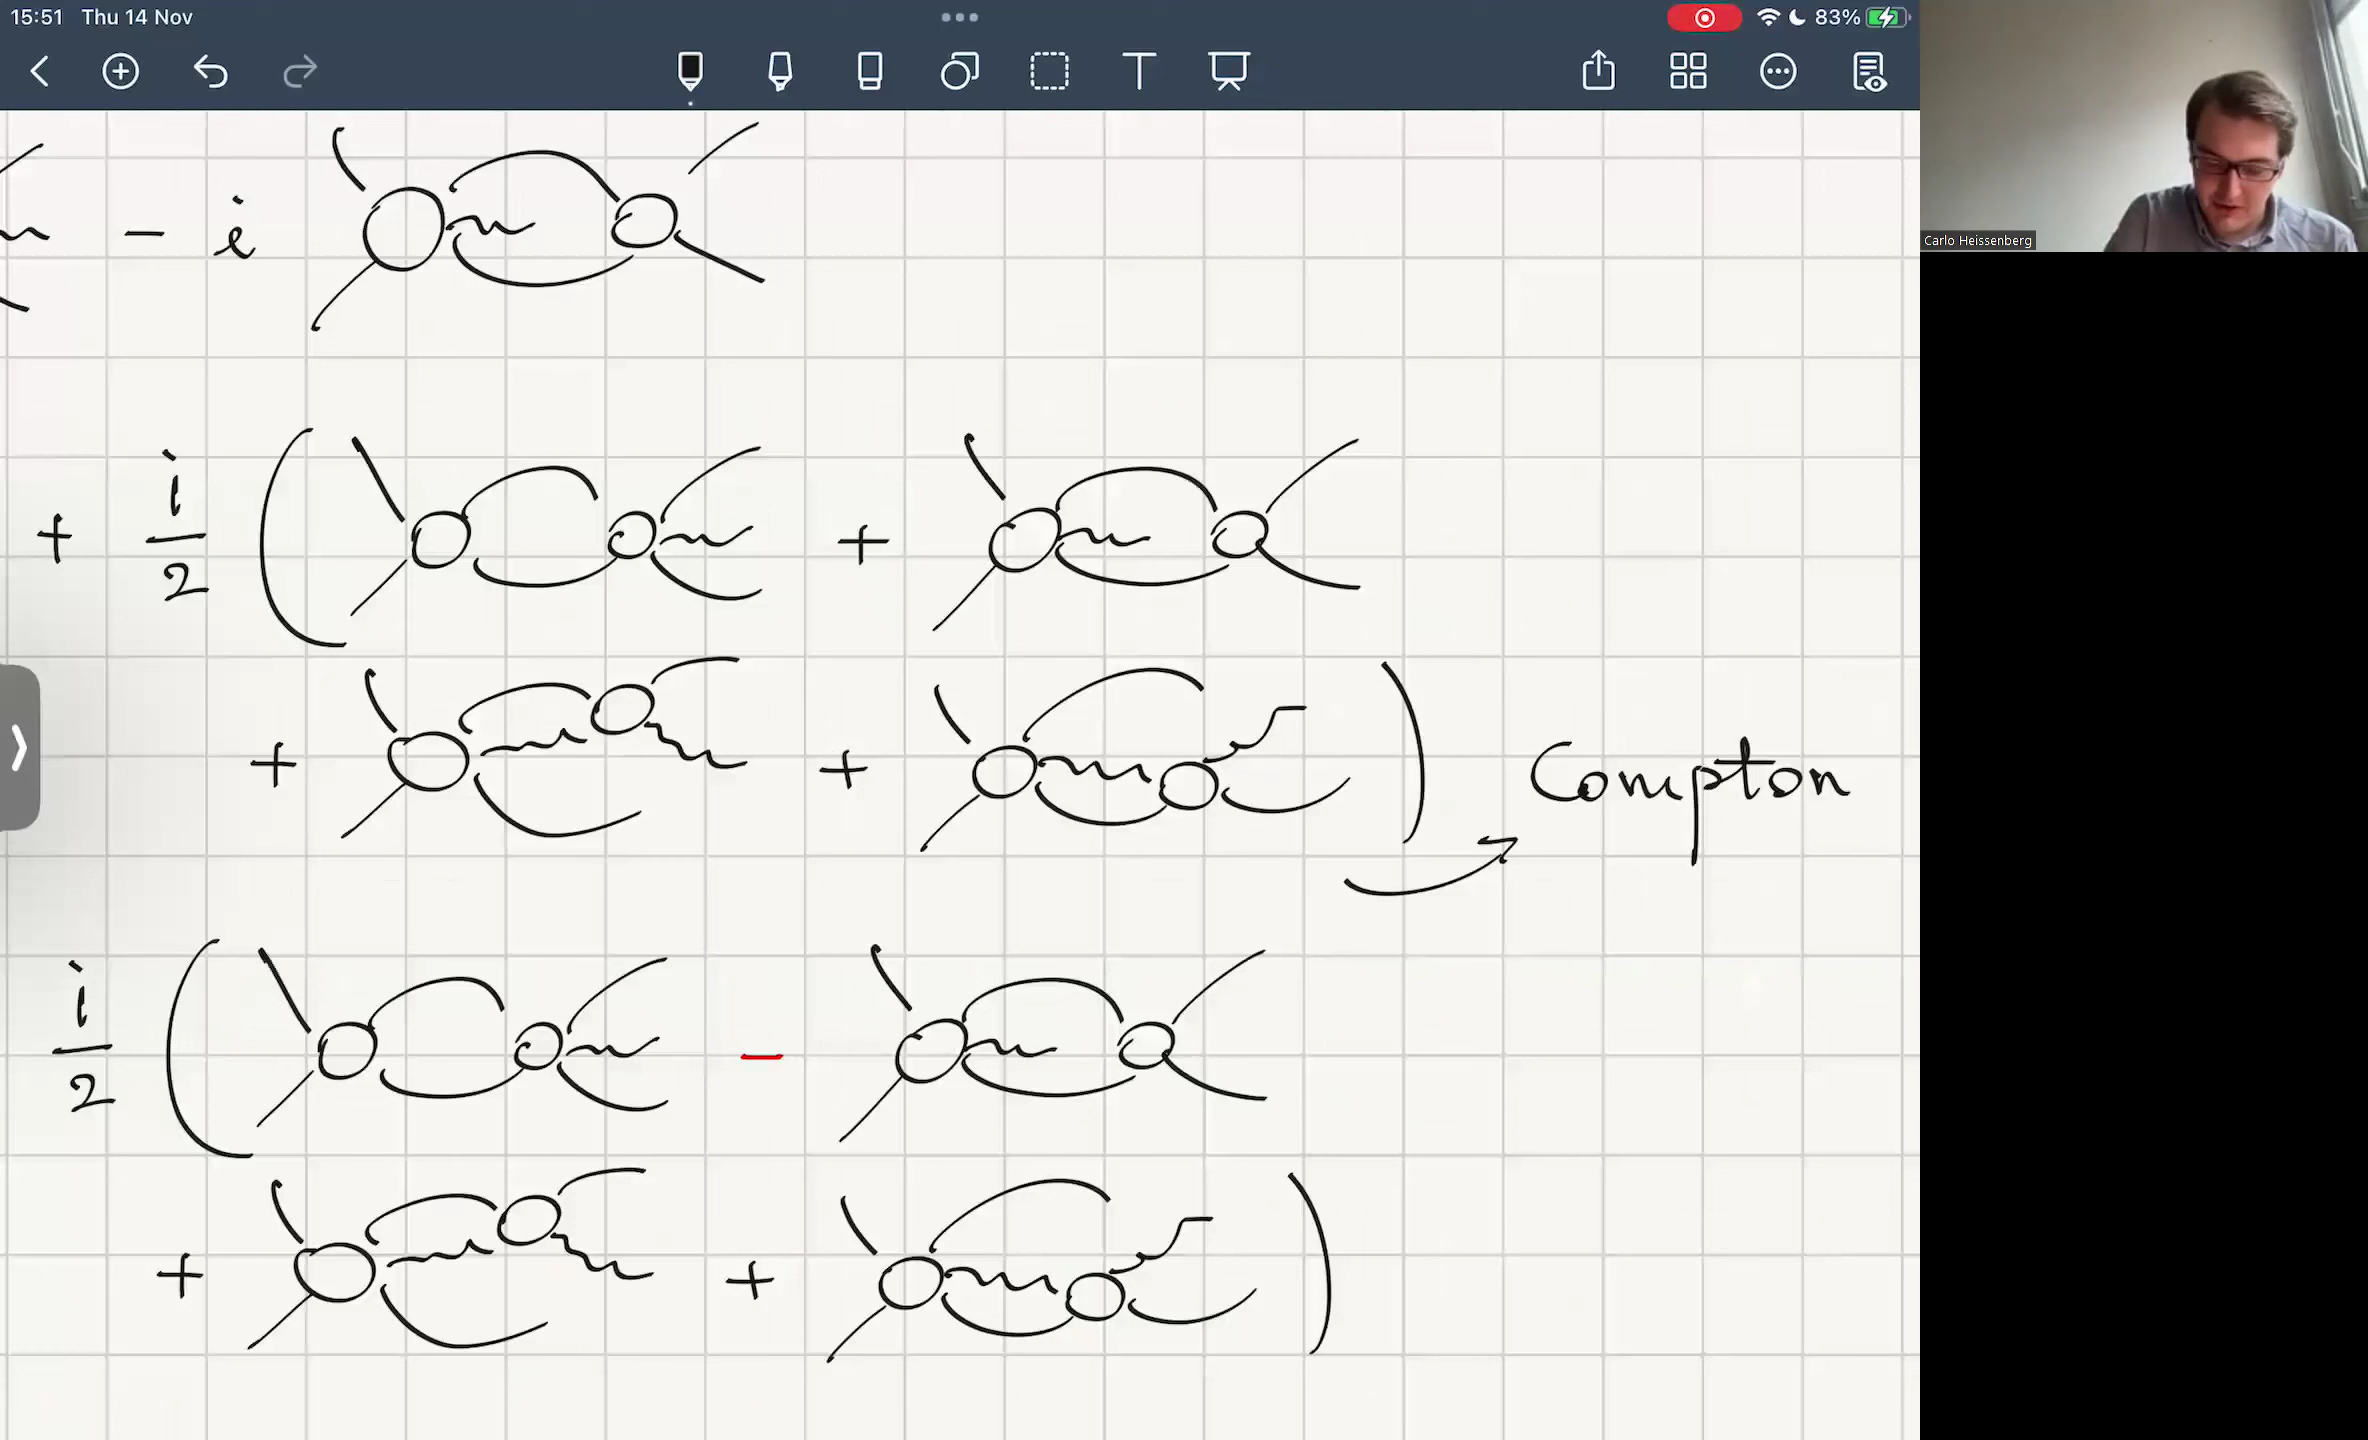 15:51 Thu 14 Nov
83%
Carlo Heissenberg
- i
+ i/2 ( +
+ + ) Compton
i/2 ( -
+ + )